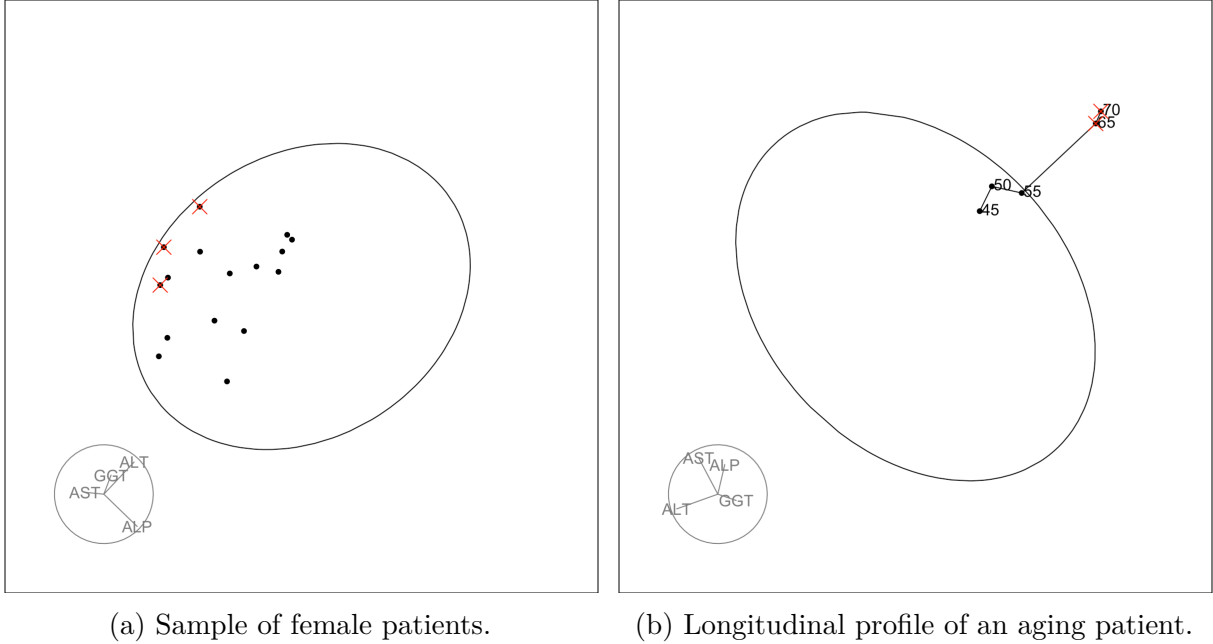 ALT
GGT
AST
ALP
70
65
50
55
45
AST
ALP
GGT
ALT
(a) Sample of female patients.
(b) Longitudinal profile of an aging patient.